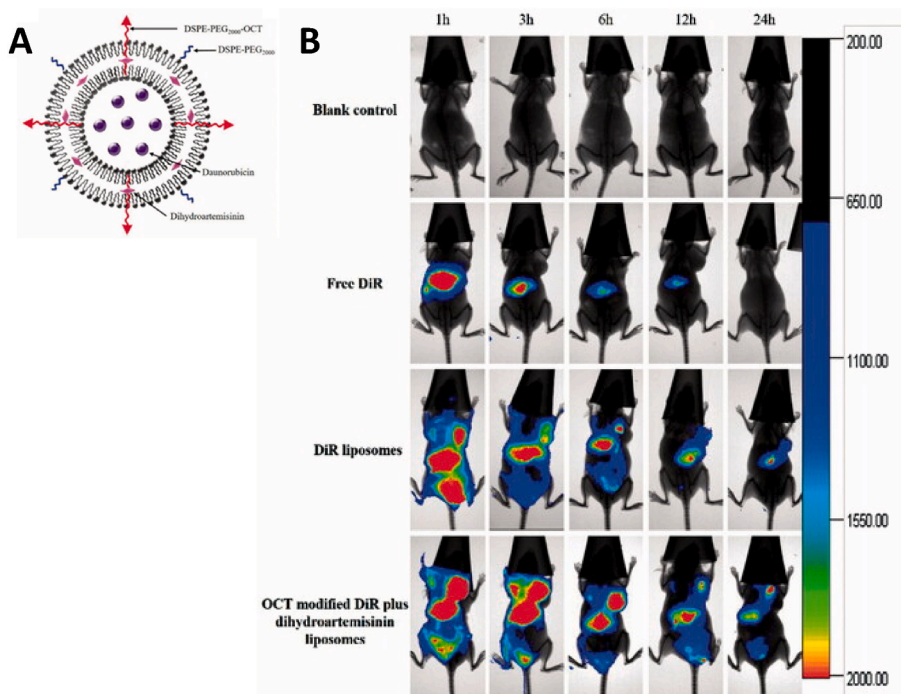 A
DSPE-PEG2000-OCT
DSPE-PEG2000
Daunorubicin
Dihydroartemisinin
B
1h 3h 6h 12h 24h
Blank control
Free DiR
DiR liposomes
OCT modified DiR plus
dihydroartemisinin
liposomes
200.00
650.00
1100.00
1550.00
2000.00